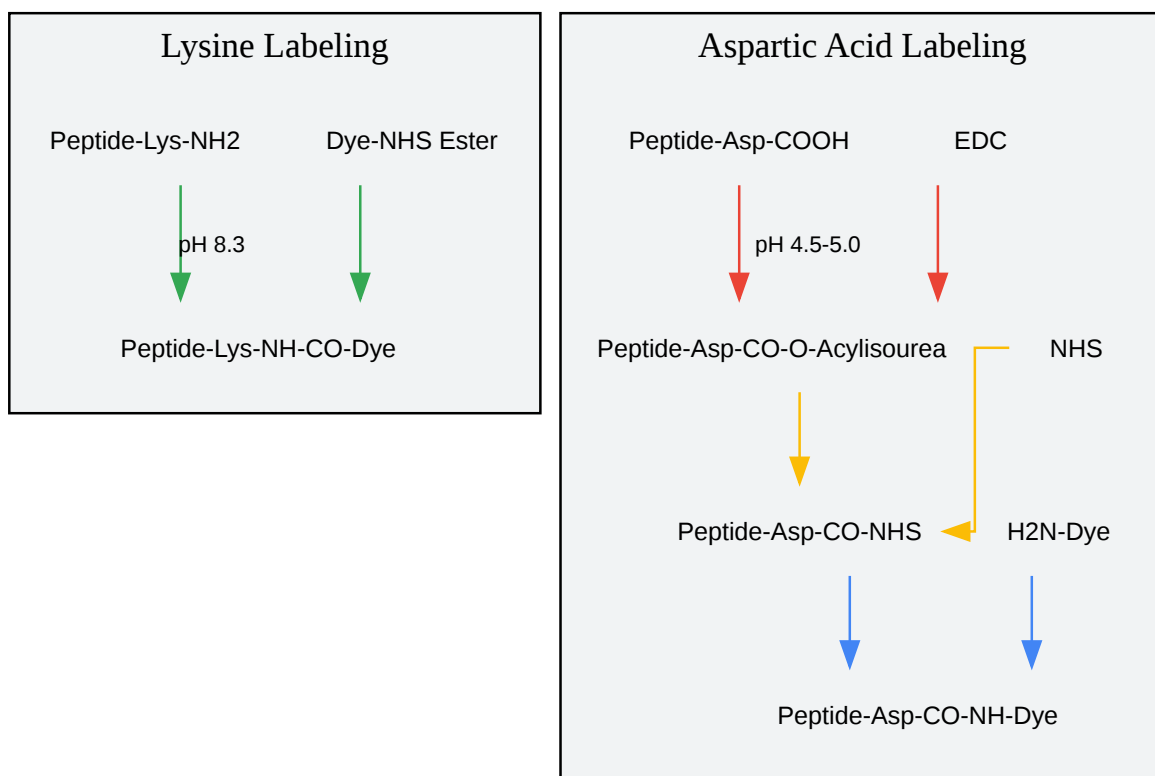 Lysine Labeling
Peptide-Lys-NH2
Dye-NHS Ester
pH 8.3
Peptide-Lys-NH-CO-Dye
Aspartic Acid Labeling
Peptide-Asp-COOH
EDC
pH 4.5-5.0
Peptide-Asp-CO-O-Acylisourea
NHS
Peptide-Asp-CO-NHS
H2N-Dye
Peptide-Asp-CO-NH-Dye